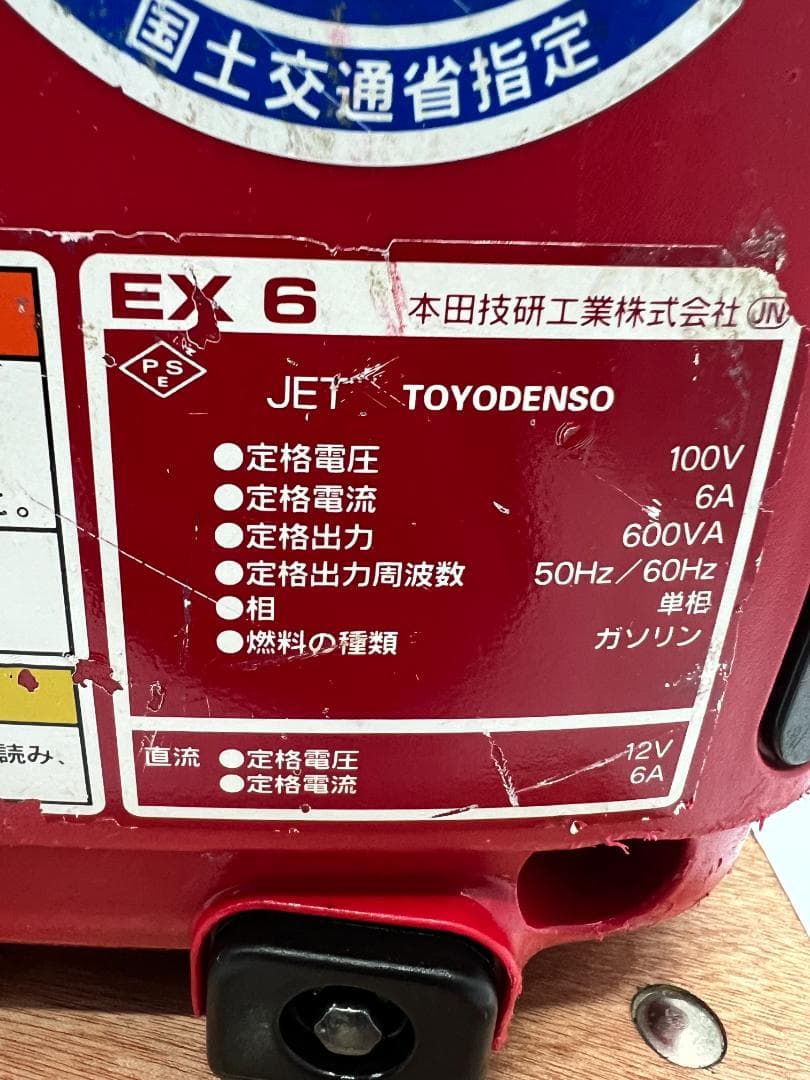 国土交通省指定
EX 6 本田技研工業株式会社 JN
PSE
JET TOYODENSO
●定格電圧 100V
●定格電流 6A
●定格出力 600VA
●定格出力周波数 50Hz/60Hz
●相 単相
●燃料の種類 ガソリン
直流 ●定格電圧 12V
●定格電流 6A
。
読み、